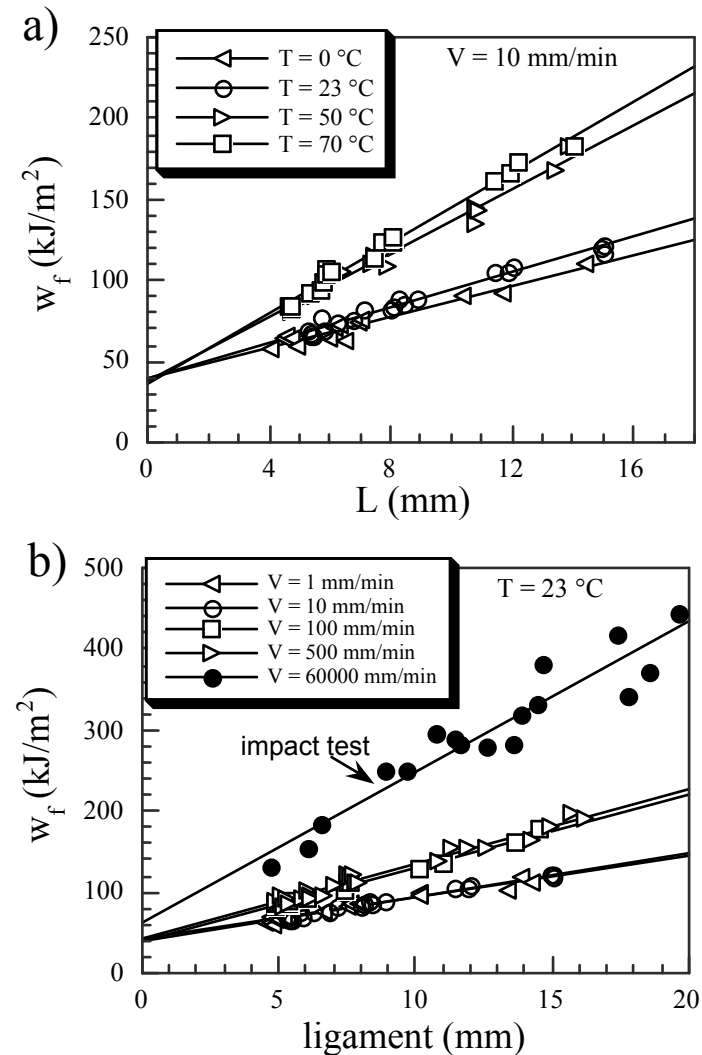 a)
T = 0 °C
T = 23 °C
T = 50 °C
T = 70 °C
V = 10 mm/min
250
200
150
100
50
0
w_f (kJ/m²)
0 4 8 12 16
L (mm)
b)
V = 1 mm/min
V = 10 mm/min
V = 100 mm/min
V = 500 mm/min
V = 60000 mm/min
T = 23 °C
impact test
500
400
300
200
100
0
w_f (kJ/m²)
0 5 10 15 20
ligament (mm)